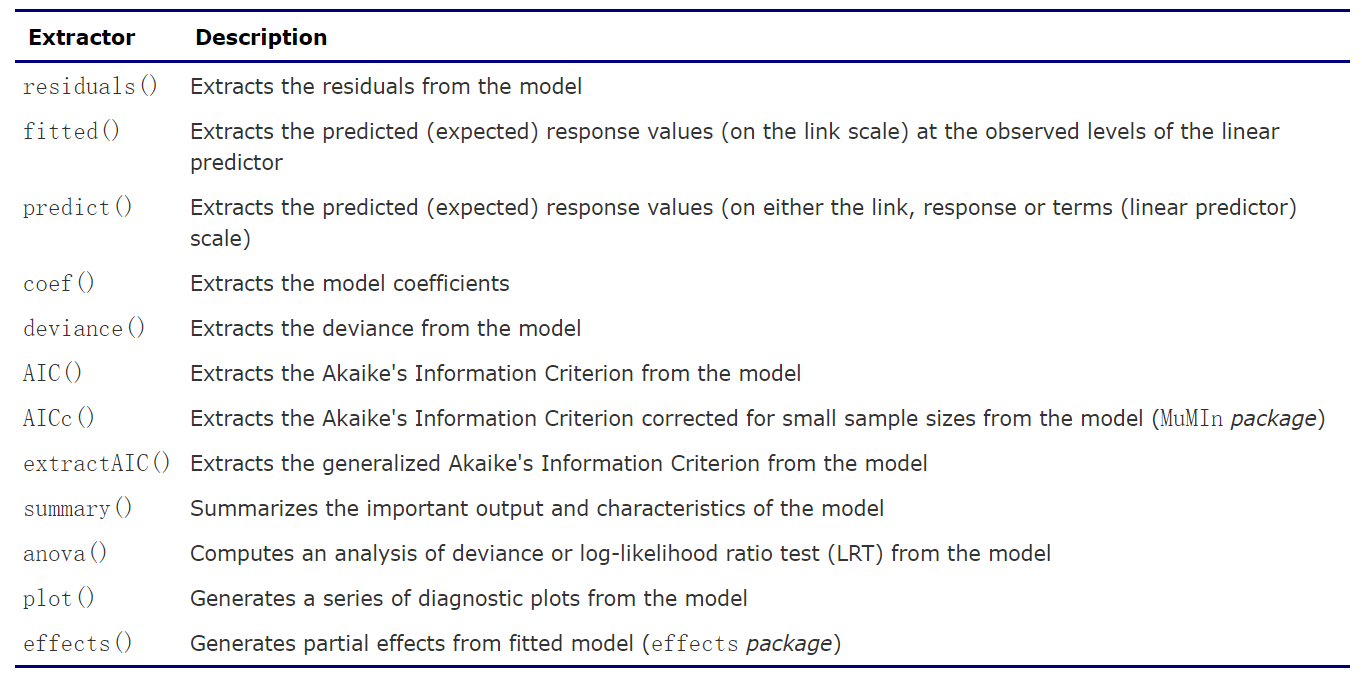 Extractor Description
residuals() Extracts the residuals from the model
fitted() Extracts the predicted (expected) response values (on the link scale) at the observed levels of the linear
predictor
predict() Extracts the predicted (expected) response values (on either the link, response or terms (linear predictor)
scale)
coef() Extracts the model coefficients
deviance() Extracts the deviance from the model
AIC() Extracts the Akaike's Information Criterion from the model
AICc() Extracts the Akaike's Information Criterion corrected for small sample sizes from the model (MuMIn package)
extractAIC() Extracts the generalized Akaike's Information Criterion from the model
summary() Summarizes the important output and characteristics of the model
anova() Computes an analysis of deviance or log-likelihood ratio test (LRT) from the model
plot() Generates a series of diagnostic plots from the model
effects() Generates partial effects from fitted model (effects package)